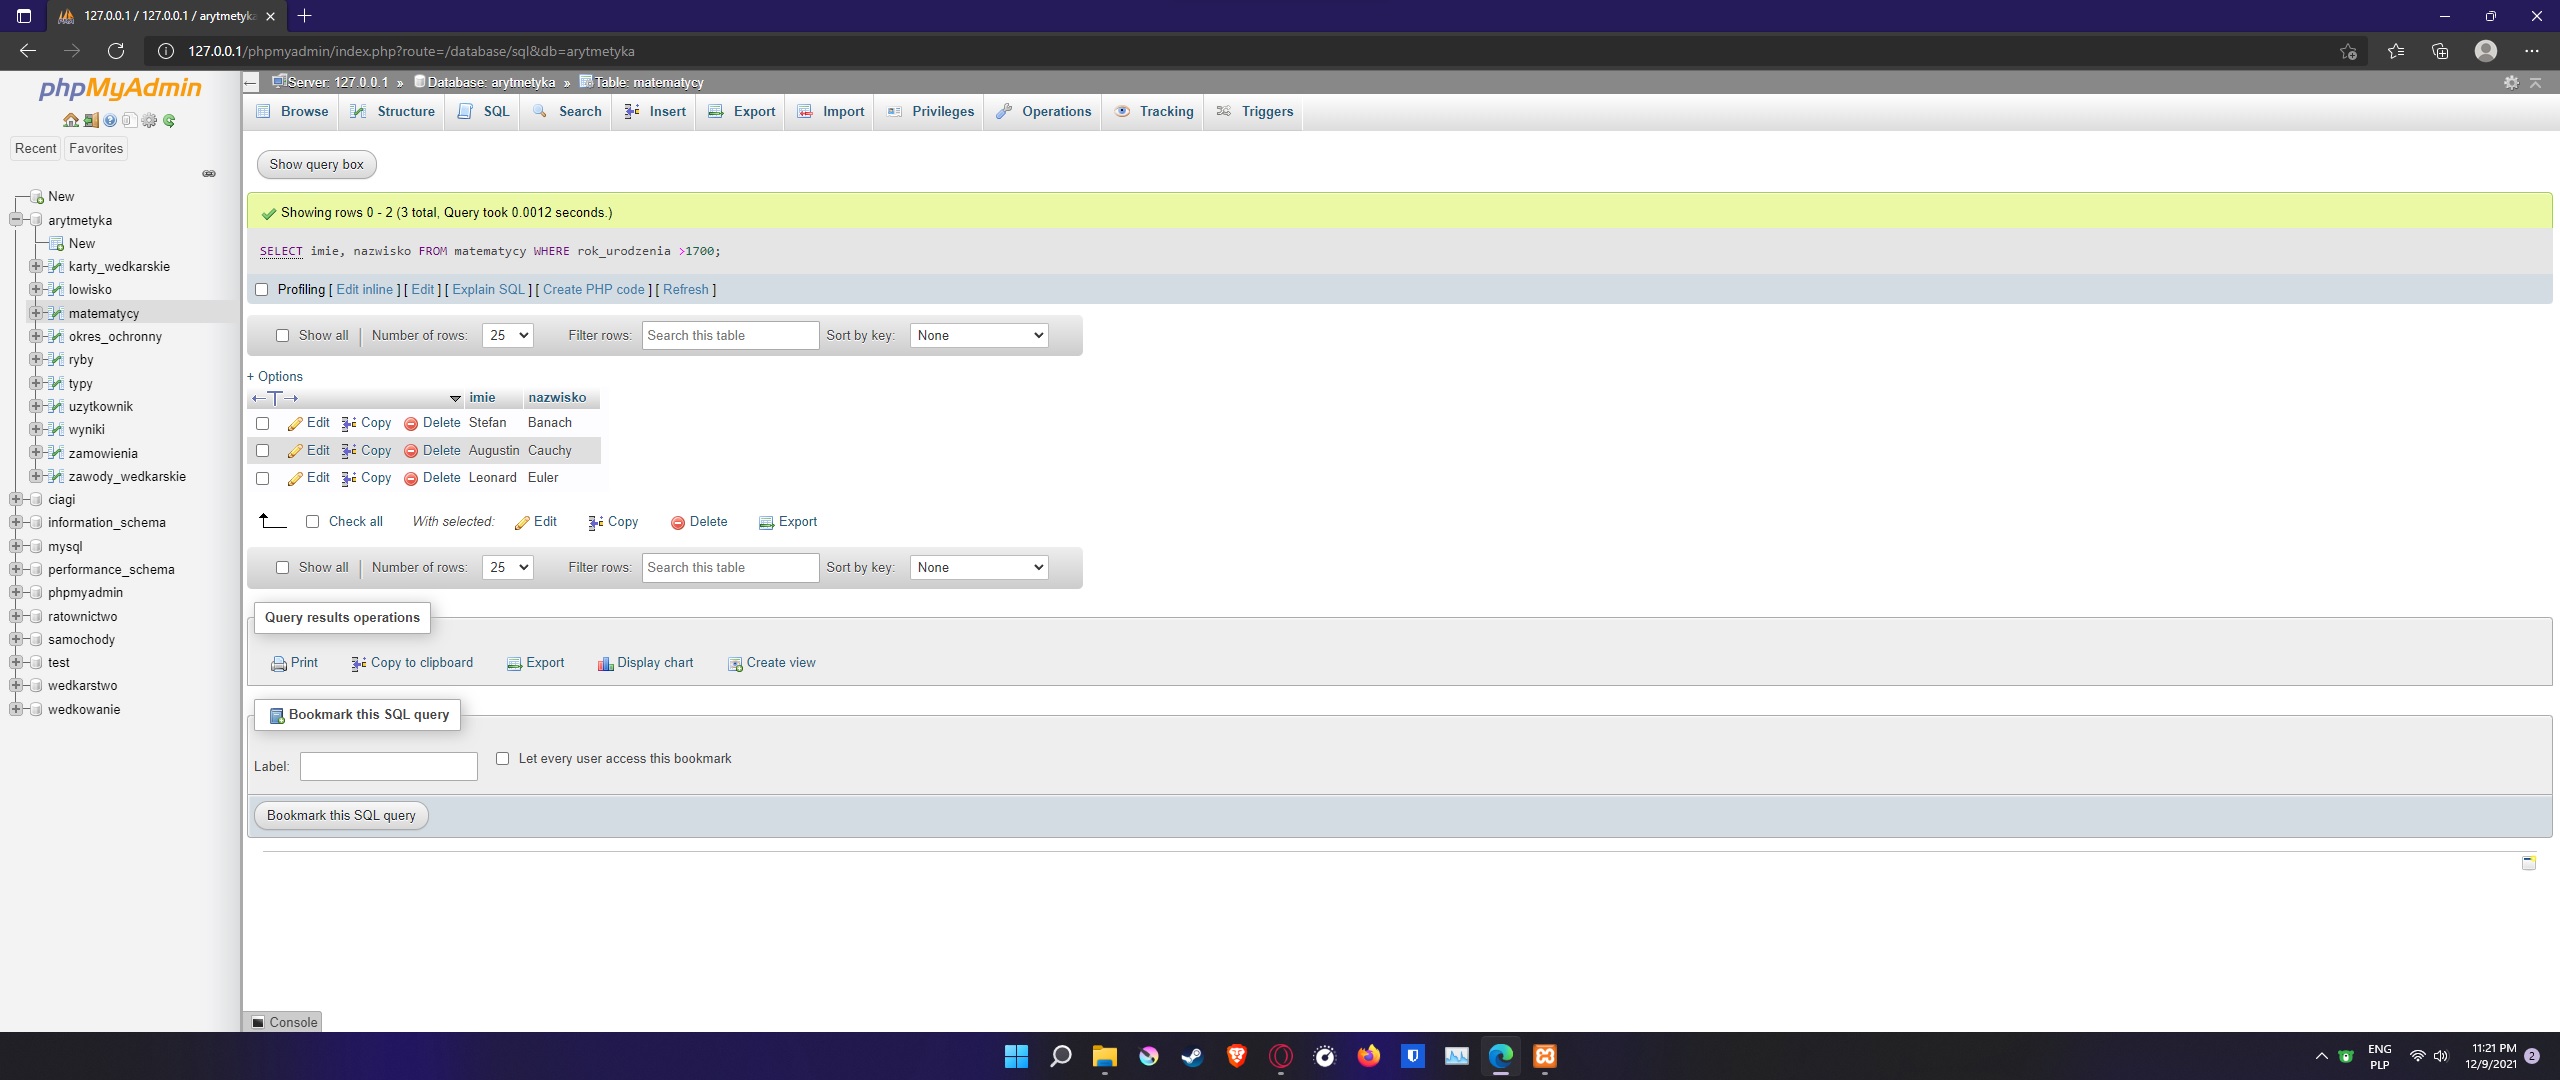 127.0.0.1 / 127.0.0.1 / arytmetyka
127.0.0.1/phpmyadmin/index.php?route=/database/sql&db=arytmetyka
phpMyAdmin
Recent Favorites
New
arytmetyka
New
karty_wedkarskie
lowisko
matematycy
okres_ochronny
ryby
typy
uzytkownik
wyniki
zamowienia
zawody_wedkarskie
ciagi
information_schema
mysql
performance_schema
phpmyadmin
ratownictwo
samochody
test
wedkarstwo
wedkowanie
Server: 127.0.0.1 » Database: arytmetyka » Table: matematycy
Browse Structure SQL Search Insert Export Import Privileges Operations Tracking Triggers
Show query box
Showing rows 0 - 2 (3 total, Query took 0.0012 seconds.)
SELECT imie, nazwisko FROM matematycy WHERE rok_urodzenia >1700;
Profiling [ Edit inline ] [ Edit ] [ Explain SQL ] [ Create PHP code ] [ Refresh ]
Show all | Number of rows: 25 Filter rows: Search this table Sort by key: None
+ Options
←T→ imie nazwisko
Edit Copy Delete Stefan Banach
Edit Copy Delete Augustin Cauchy
Edit Copy Delete Leonard Euler
Check all With selected: Edit Copy Delete Export
Show all | Number of rows: 25 Filter rows: Search this table Sort by key: None
Query results operations
Print Copy to clipboard Export Display chart Create view
Bookmark this SQL query
Label: Let every user access this bookmark
Bookmark this SQL query
Console
ENG 11:21 PM 2
PLP 12/9/2021